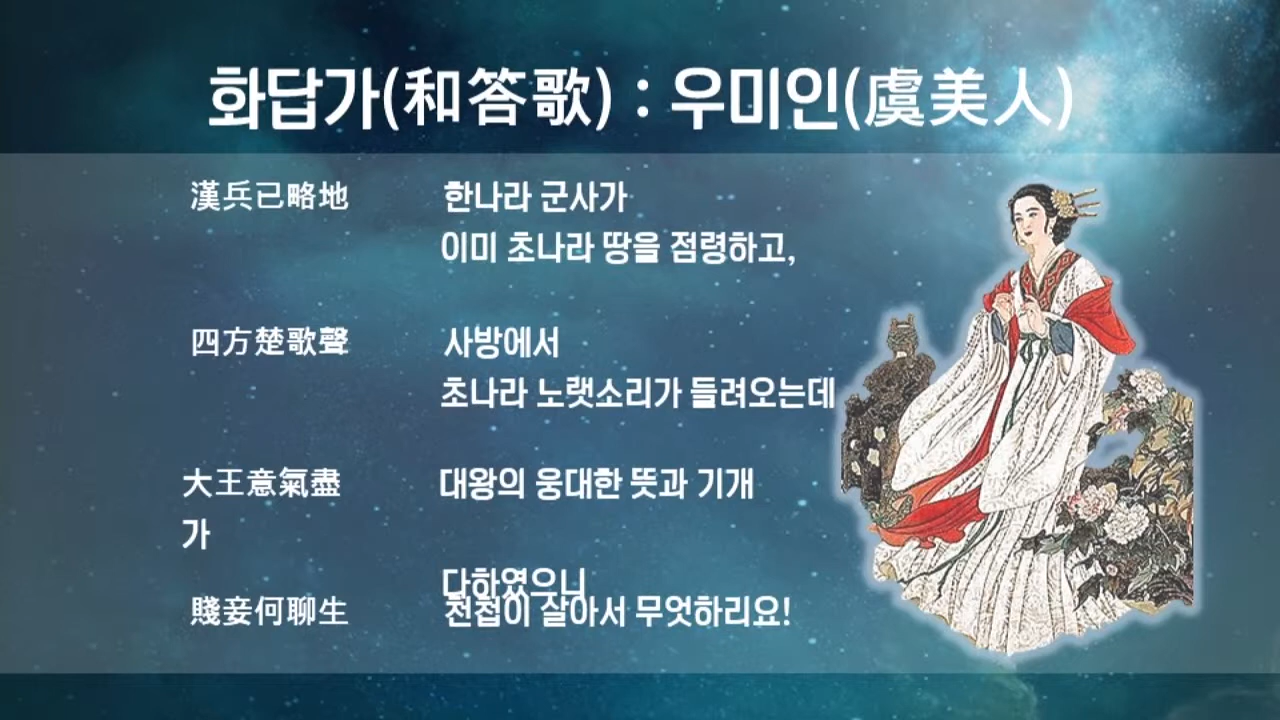 화답가(和答歌) : 우미인(虞美人)
漢兵已略地 한나라 군사가
이미 초나라 땅을 점령하고,
四方楚歌聲 사방에서
초나라 노랫소리가 들려오는데
大王意氣盡 대왕의 웅대한 뜻과 기개
가
다하였으니
賤妾何聊生 천첩이 살아서 무엇하리요!